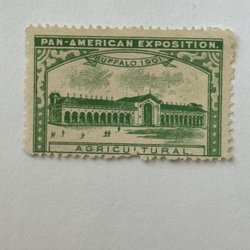 PAN-AMERICAN EXPOSITION.
BUFFALO 1901
AGRICULTURAL